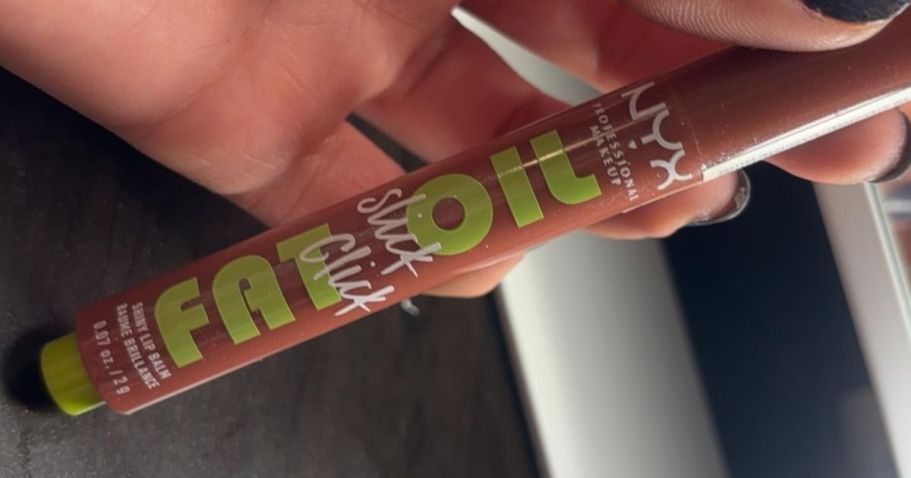 NYX
PROFESSIONAL
MAKEUP
FAT OIL
slick
click
SHINY LIP BALM
BAUME BRILLANCE
0.07 oz. / 2 g